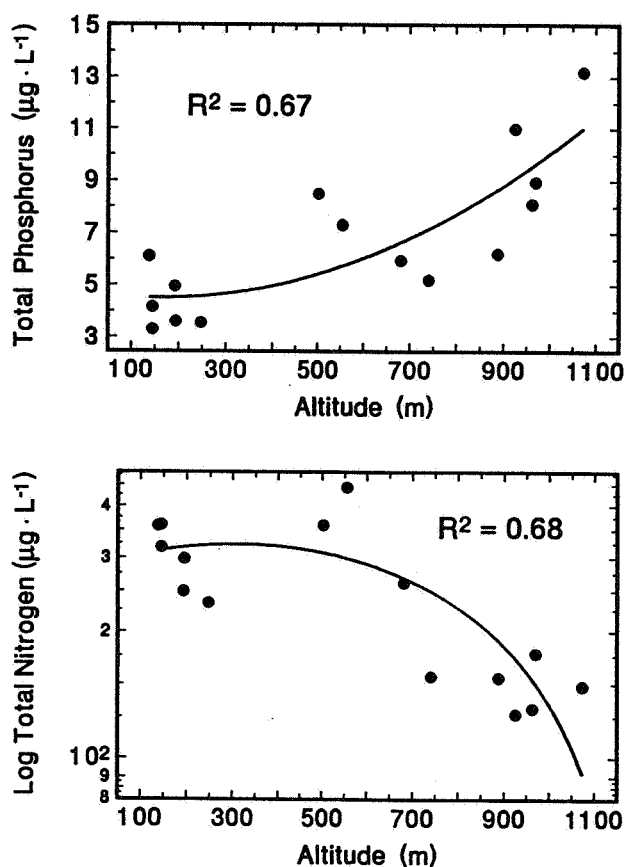 Total Phosphorus (µg · L⁻¹)
15
13
11
9
7
5
3
R² = 0.67
100 300 500 700 900 1100
Altitude (m)
Log Total Nitrogen (µg · L⁻¹)
4
3
2
10²
9
8
R² = 0.68
100 300 500 700 900 1100
Altitude (m)